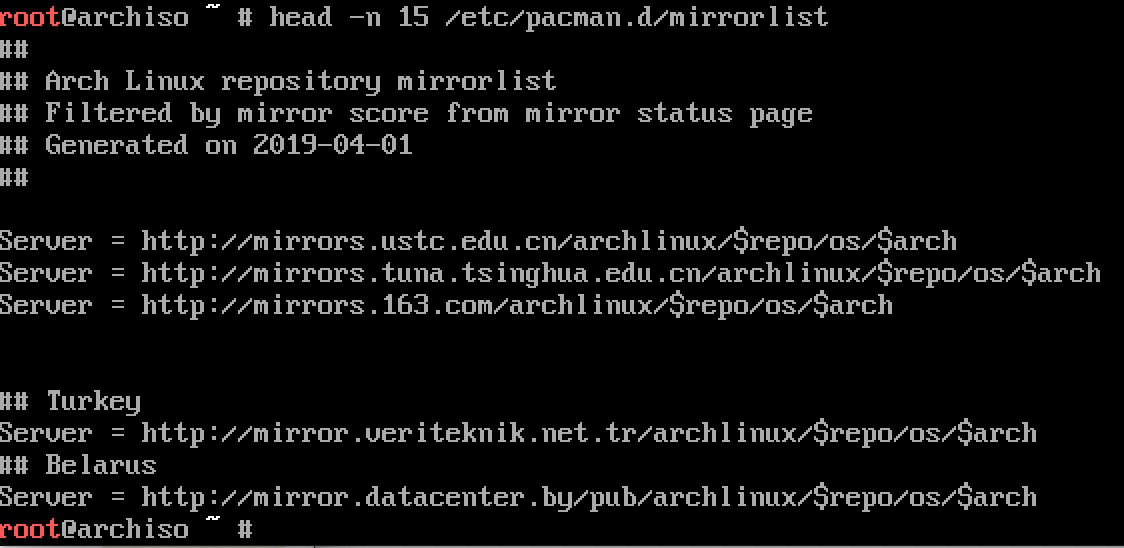 root@archiso ~ # head -n 15 /etc/pacman.d/mirrorlist
##
## Arch Linux repository mirrorlist
## Filtered by mirror score from mirror status page
## Generated on 2019-04-01
##
Server = http://mirrors.ustc.edu.cn/archlinux/$repo/os/$arch
Server = http://mirrors.tuna.tsinghua.edu.cn/archlinux/$repo/os/$arch
Server = http://mirrors.163.com/archlinux/$repo/os/$arch
## Turkey
Server = http://mirror.veriteknik.net.tr/archlinux/$repo/os/$arch
## Belarus
Server = http://mirror.datacenter.by/pub/archlinux/$repo/os/$arch
root@archiso ~ #